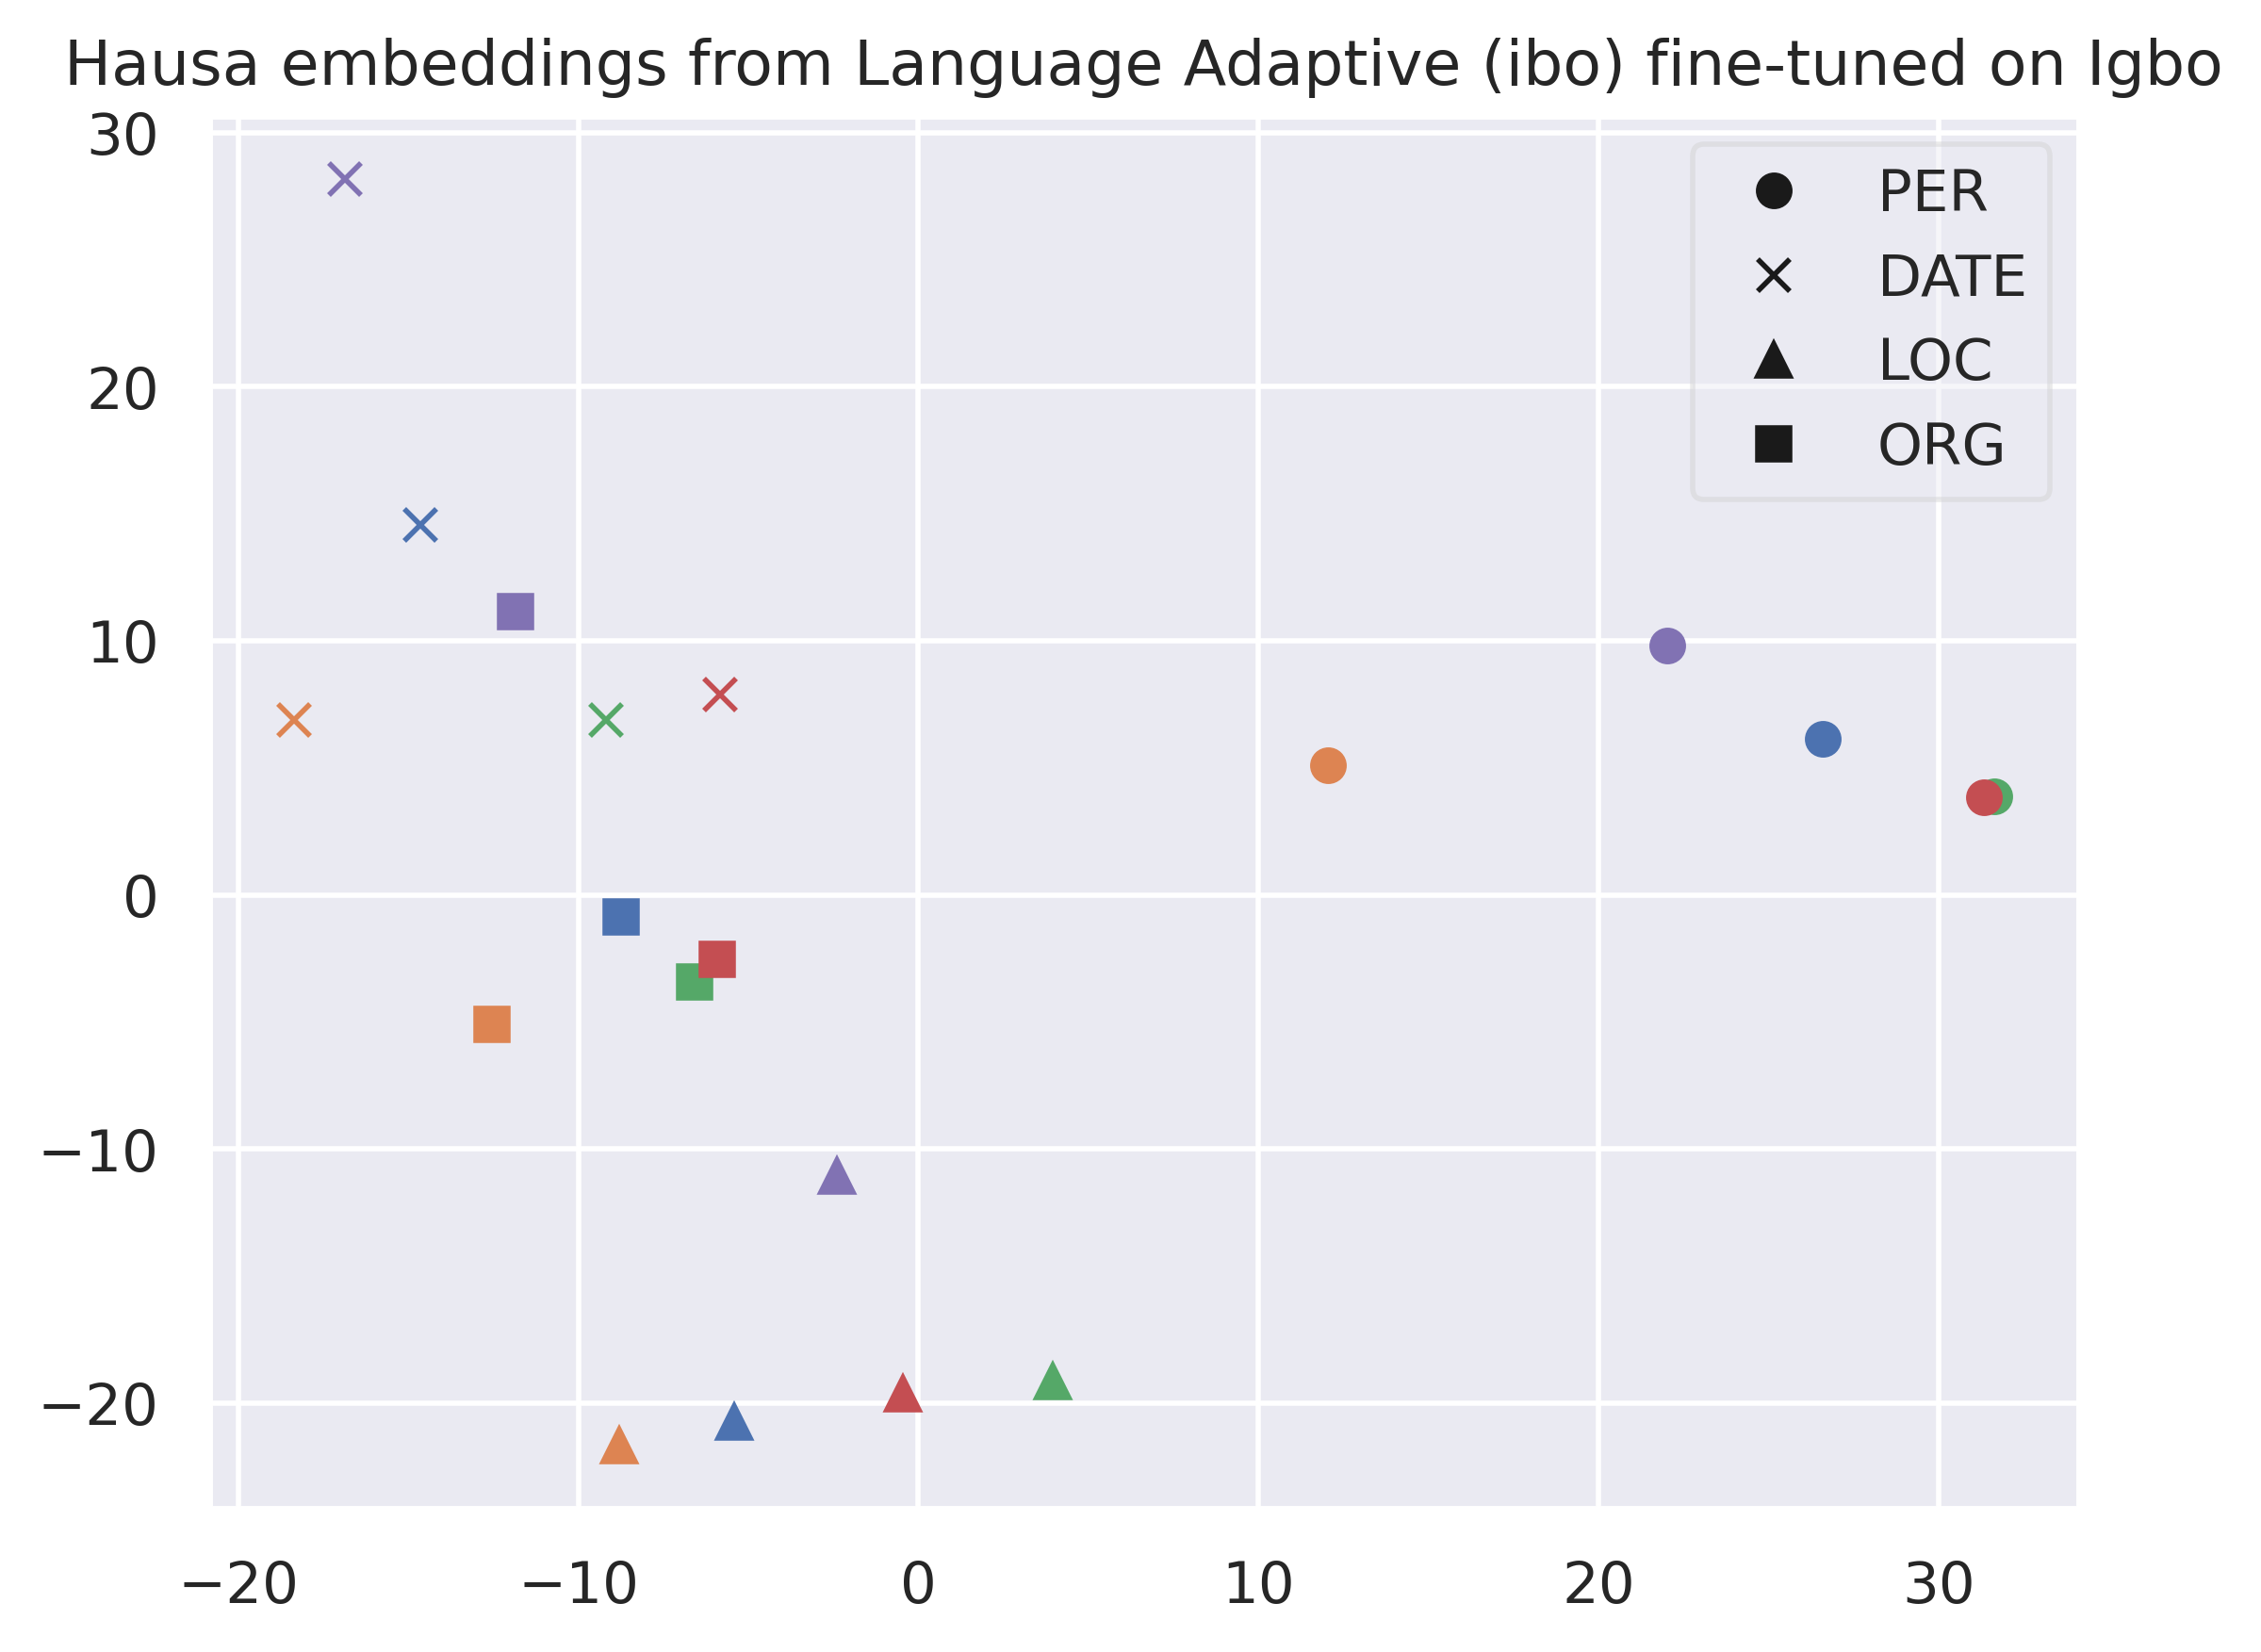 Hausa embeddings from Language Adaptive (ibo) fine-tuned on Igbo
30
20
10
0
−10
−20
−20 −10 0 10 20 30
PER
DATE
LOC
ORG